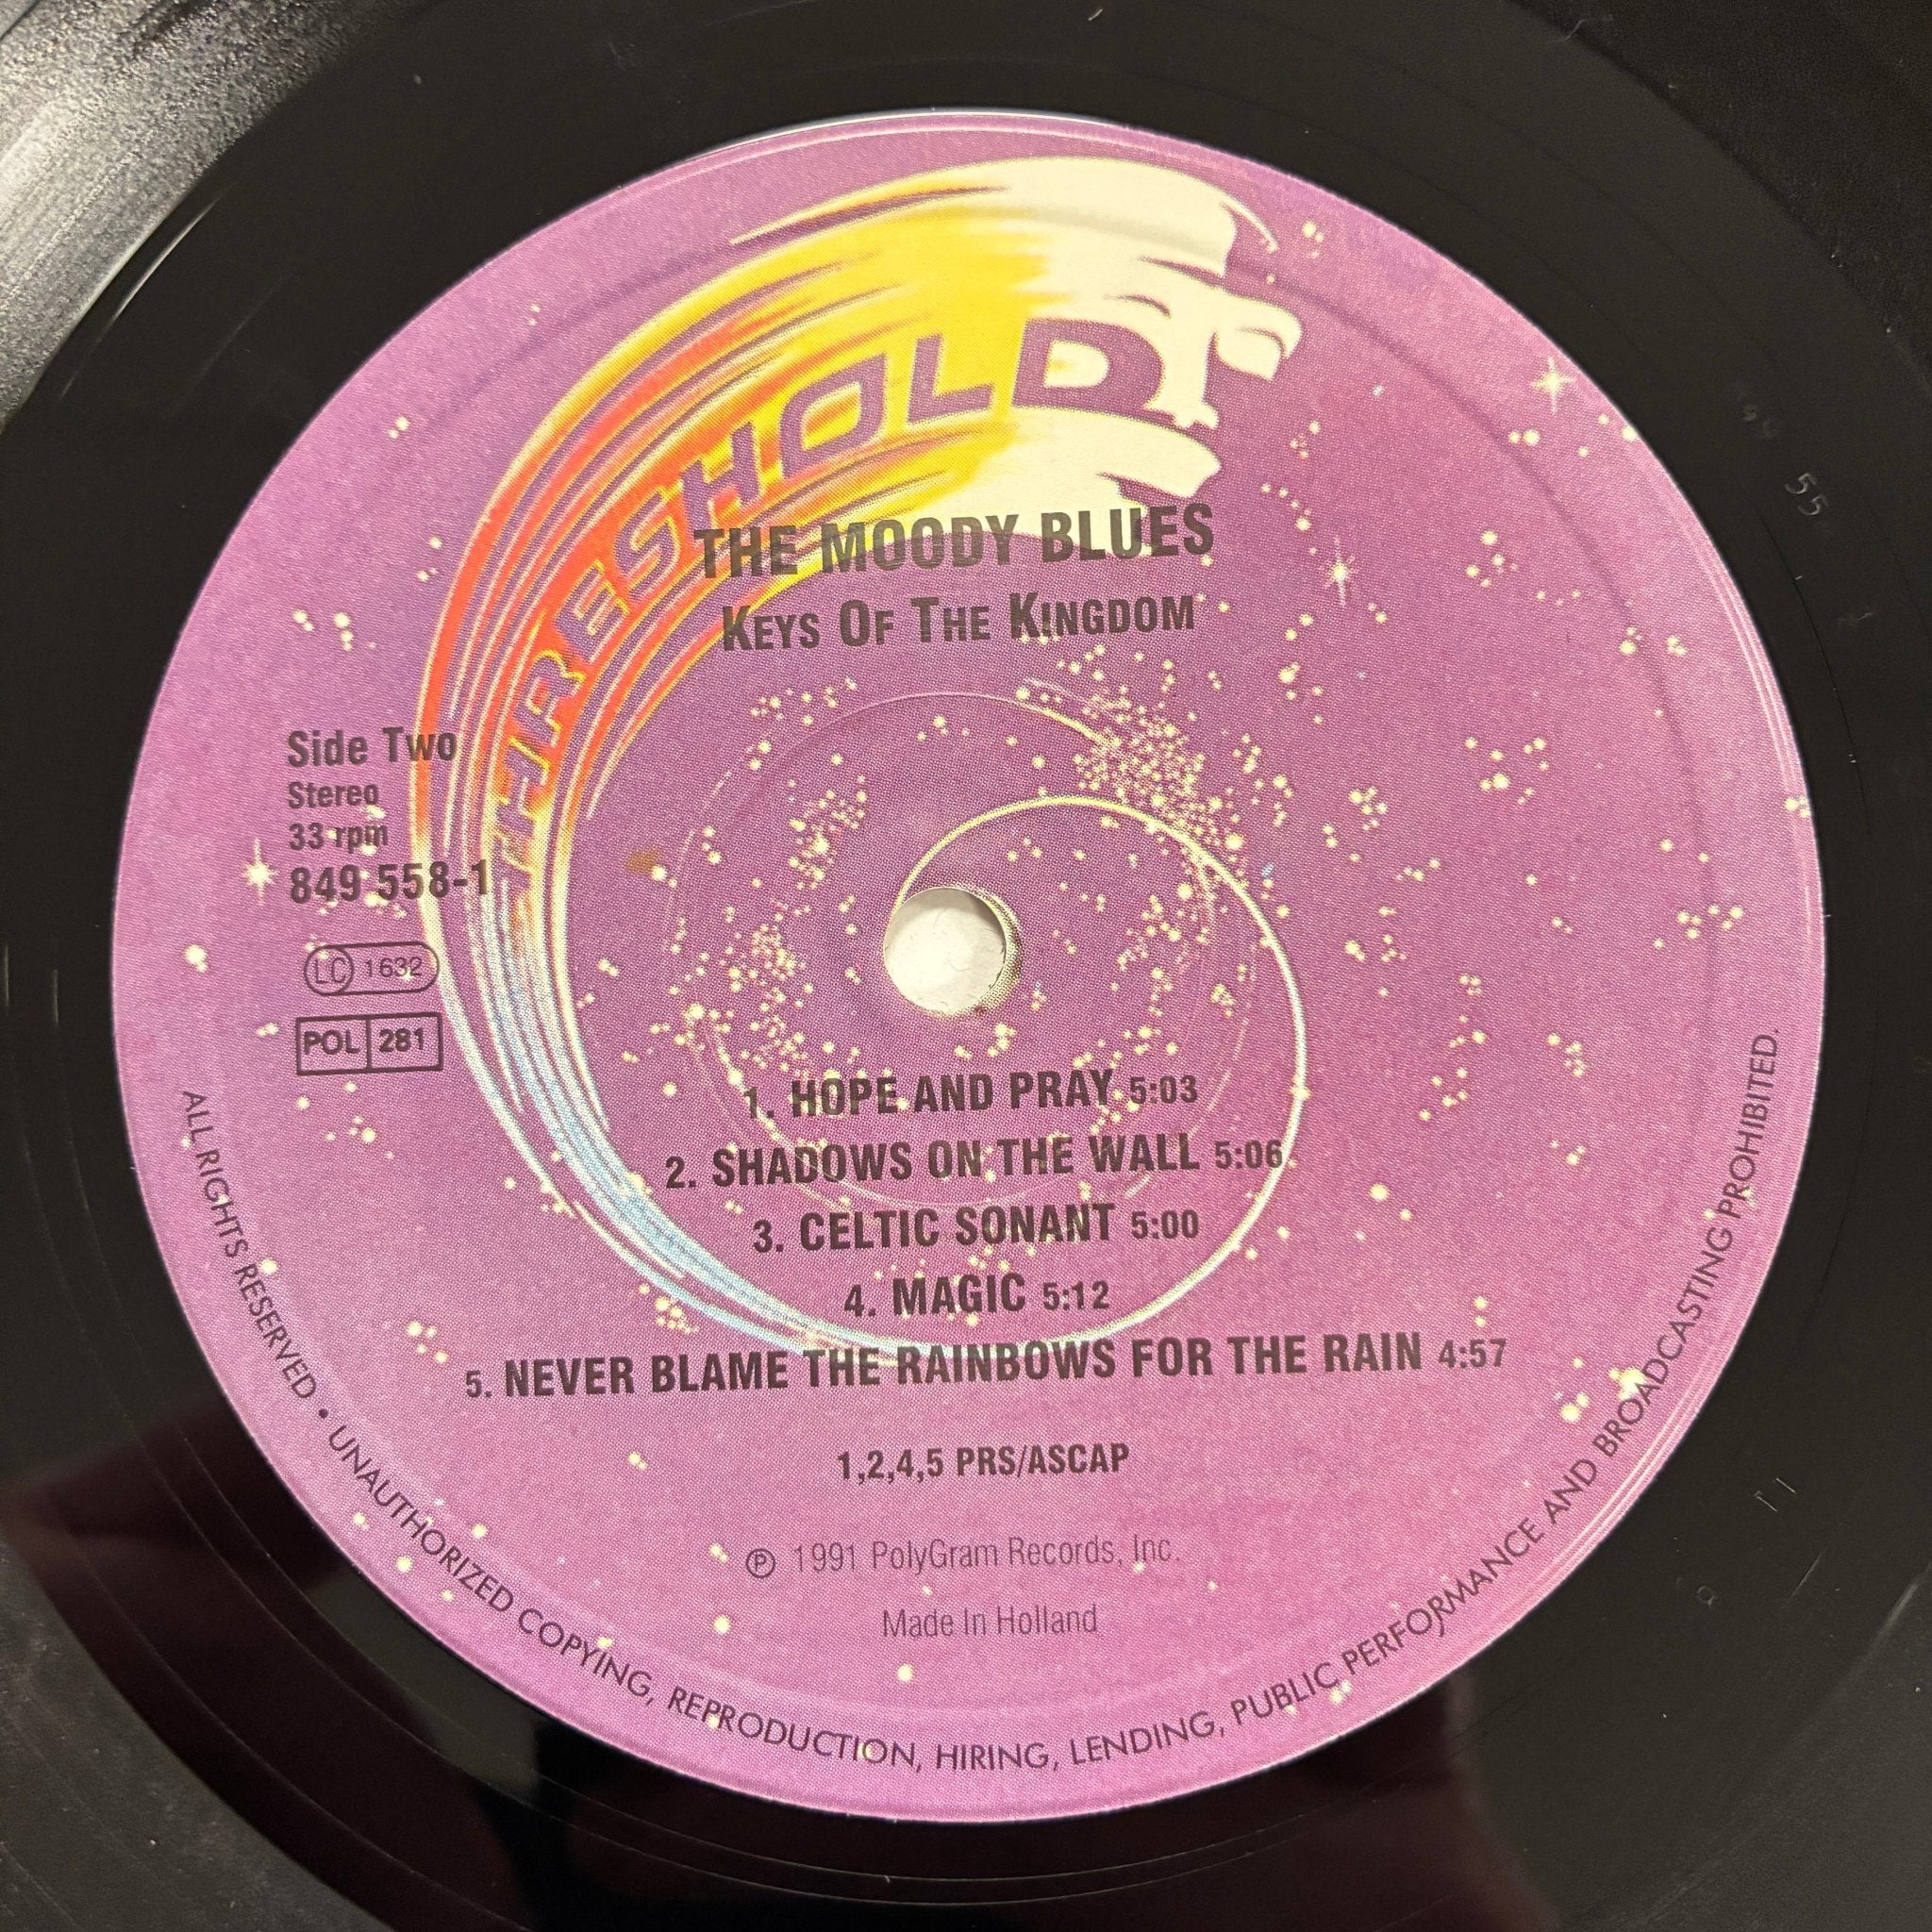 THRESHOLD
THE MOODY BLUES
KEYS OF THE KINGDOM
Side Two
Stereo
33 rpm
849 558-1
LC 1632
POL 281
1. HOPE AND PRAY 5:03
2. SHADOWS ON THE WALL 5:06
3. CELTIC SONANT 5:00
4. MAGIC 5:12
5. NEVER BLAME THE RAINBOWS FOR THE RAIN 4:57
1,2,4,5 PRS/ASCAP
℗ 1991 PolyGram Records, Inc.
Made In Holland
ALL RIGHTS RESERVED • UNAUTHORIZED COPYING, REPRODUCTION, HIRING, LENDING, PUBLIC PERFORMANCE AND BROADCASTING PROHIBITED.
55
11